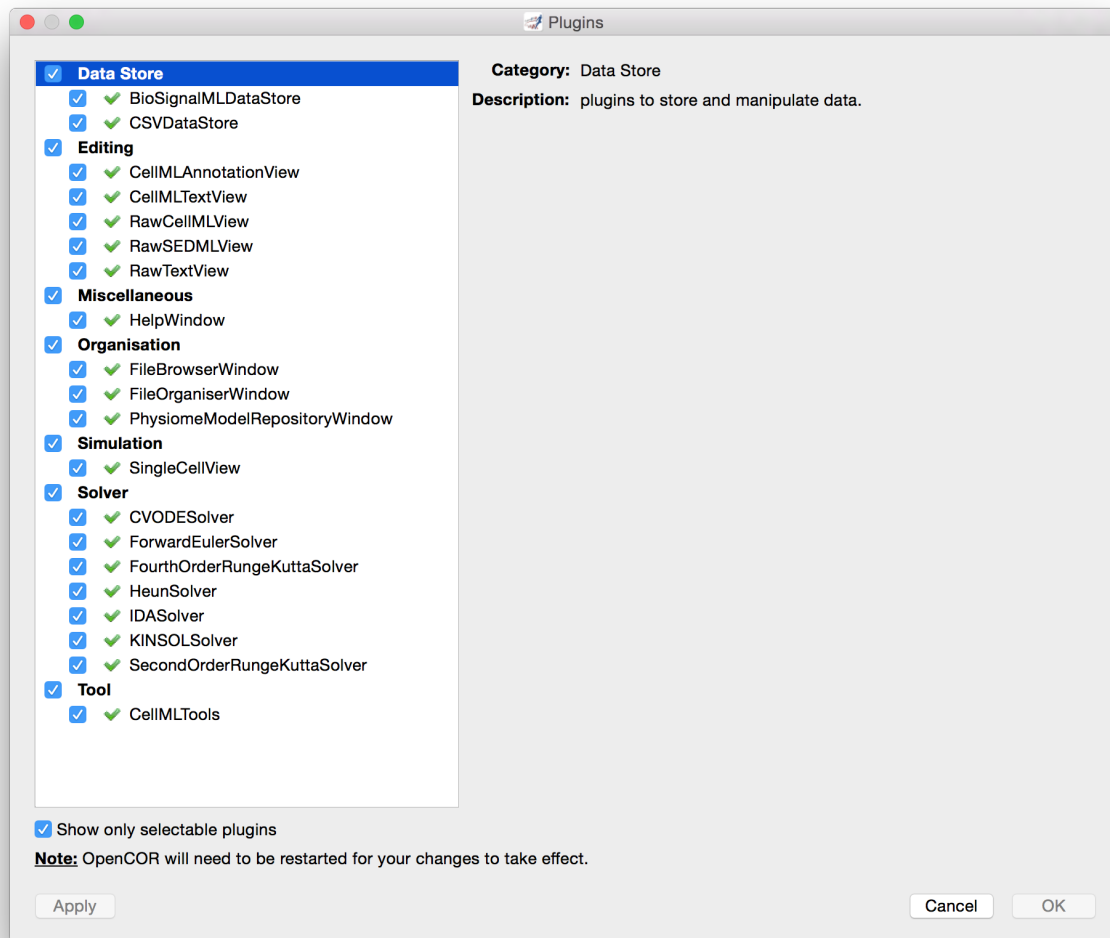 Plugins
Data Store
BioSignalMLDataStore
CSVDataStore
Editing
CellMLAnnotationView
CellMLTextView
RawCellMLView
RawSEDMLView
RawTextView
Miscellaneous
HelpWindow
Organisation
FileBrowserWindow
FileOrganiserWindow
PhysiomeModelRepositoryWindow
Simulation
SingleCellView
Solver
CVODESolver
ForwardEulerSolver
FourthOrderRungeKuttaSolver
HeunSolver
IDASolver
KINSOLSolver
SecondOrderRungeKuttaSolver
Tool
CellMLTools
Category: Data Store
Description: plugins to store and manipulate data.
Show only selectable plugins
Note: OpenCOR will need to be restarted for your changes to take effect.
Apply
Cancel
OK